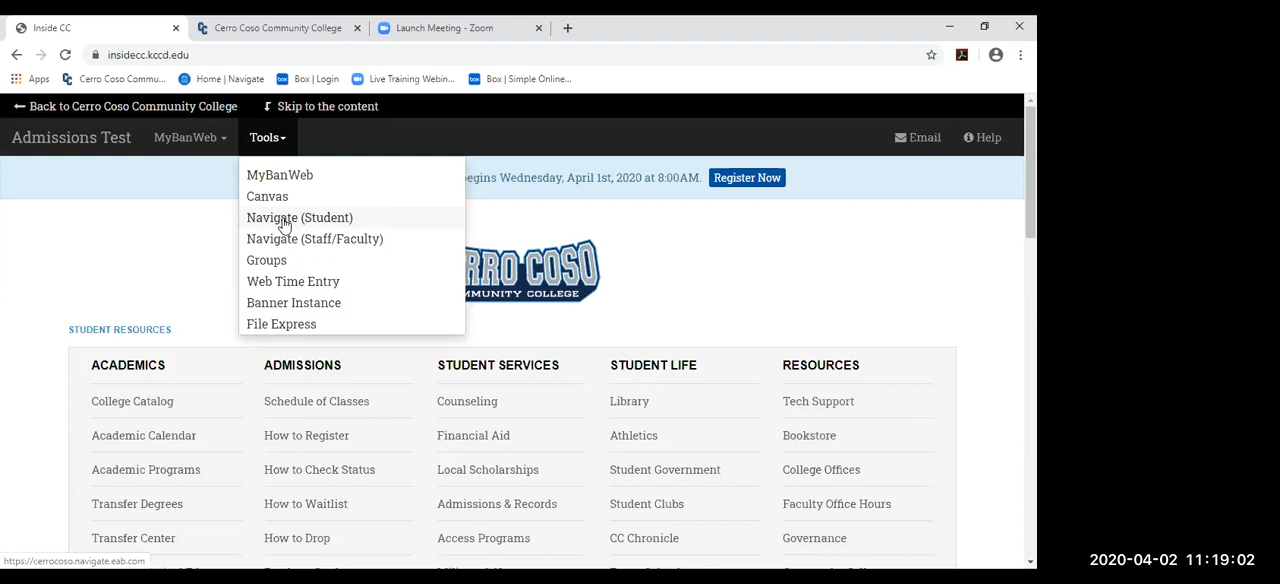 Inside CC
Cerro Coso Community College
Launch Meeting - Zoom
insidecc.kccd.edu
Apps
Cerro Coso Commu...
Home | Navigate
Box | Login
Live Training Webin...
Box | Simple Online...
Back to Cerro Coso Community College
Skip to the content
Admissions Test
MyBanWeb
Tools
Email
Help
egins Wednesday, April 1st, 2020 at 8:00AM.
Register Now
MyBanWeb
Canvas
Navigate (Student)
Navigate (Staff/Faculty)
Groups
Web Time Entry
Banner Instance
File Express
RRO COSO
MMUNITY COLLEGE
STUDENT RESOURCES
ACADEMICS
College Catalog
Academic Calendar
Academic Programs
Transfer Degrees
Transfer Center
ADMISSIONS
Schedule of Classes
How to Register
How to Check Status
How to Waitlist
How to Drop
STUDENT SERVICES
Counseling
Financial Aid
Local Scholarships
Admissions & Records
Access Programs
STUDENT LIFE
Library
Athletics
Student Government
Student Clubs
CC Chronicle
RESOURCES
Tech Support
Bookstore
College Offices
Faculty Office Hours
Governance
https://cerrocoso.navigate.eab.com
2020-04-02 11:19:02